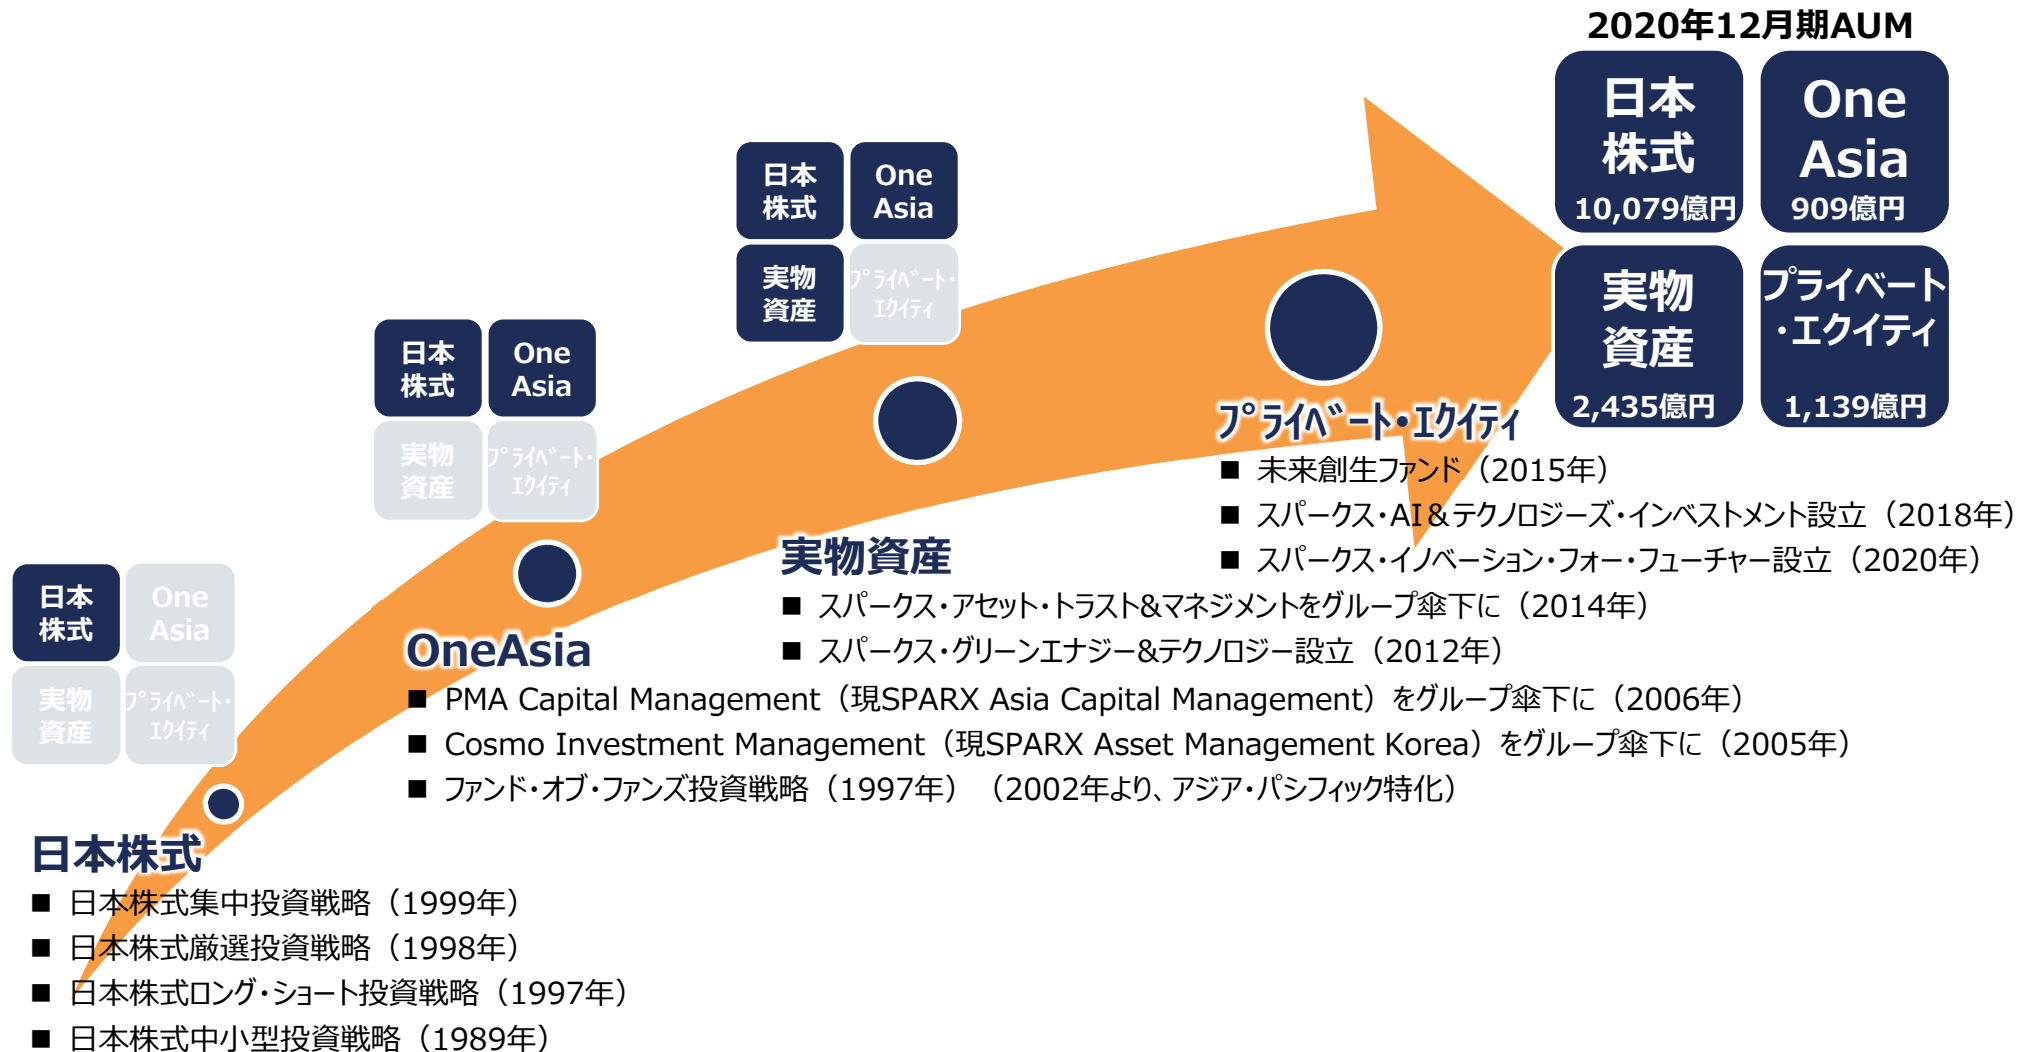 2020年12月期AUM
日本
株式
10,079億円
One
Asia
909億円
実物
資産
2,435億円
プライベート
・エクイティ
1,139億円
日本
株式
One
Asia
実物
資産
ﾌﾟﾗｲﾍﾞｰﾄ・
ｴｸｲﾃｨ
日本
株式
One
Asia
実物
資産
ﾌﾟﾗｲﾍﾞｰﾄ・
ｴｸｲﾃｨ
日本
株式
One
Asia
実物
資産
ﾌﾟﾗｲﾍﾞｰﾄ・
ｴｸｲﾃｨ
ﾌﾟﾗｲﾍﾞｰﾄ・ｴｸｲﾃｨ
■ 未来創生ファンド（2015年）
■ スパークス・AI＆テクノロジーズ・インベストメント設立（2018年）
■ スパークス・イノベーション・フォー・フューチャー設立（2020年）
実物資産
■ スパークス・アセット・トラスト&マネジメントをグループ傘下に（2014年）
■ スパークス・グリーンエナジー&テクノロジー設立（2012年）
OneAsia
■ PMA Capital Management（現SPARX Asia Capital Management）をグループ傘下に（2006年）
■ Cosmo Investment Management（現SPARX Asset Management Korea）をグループ傘下に（2005年）
■ ファンド・オブ・ファンズ投資戦略（1997年）（2002年より、アジア・パシフィック特化）
日本株式
■ 日本株式集中投資戦略（1999年）
■ 日本株式厳選投資戦略（1998年）
■ 日本株式ロング・ショート投資戦略（1997年）
■ 日本株式中小型投資戦略（1989年）